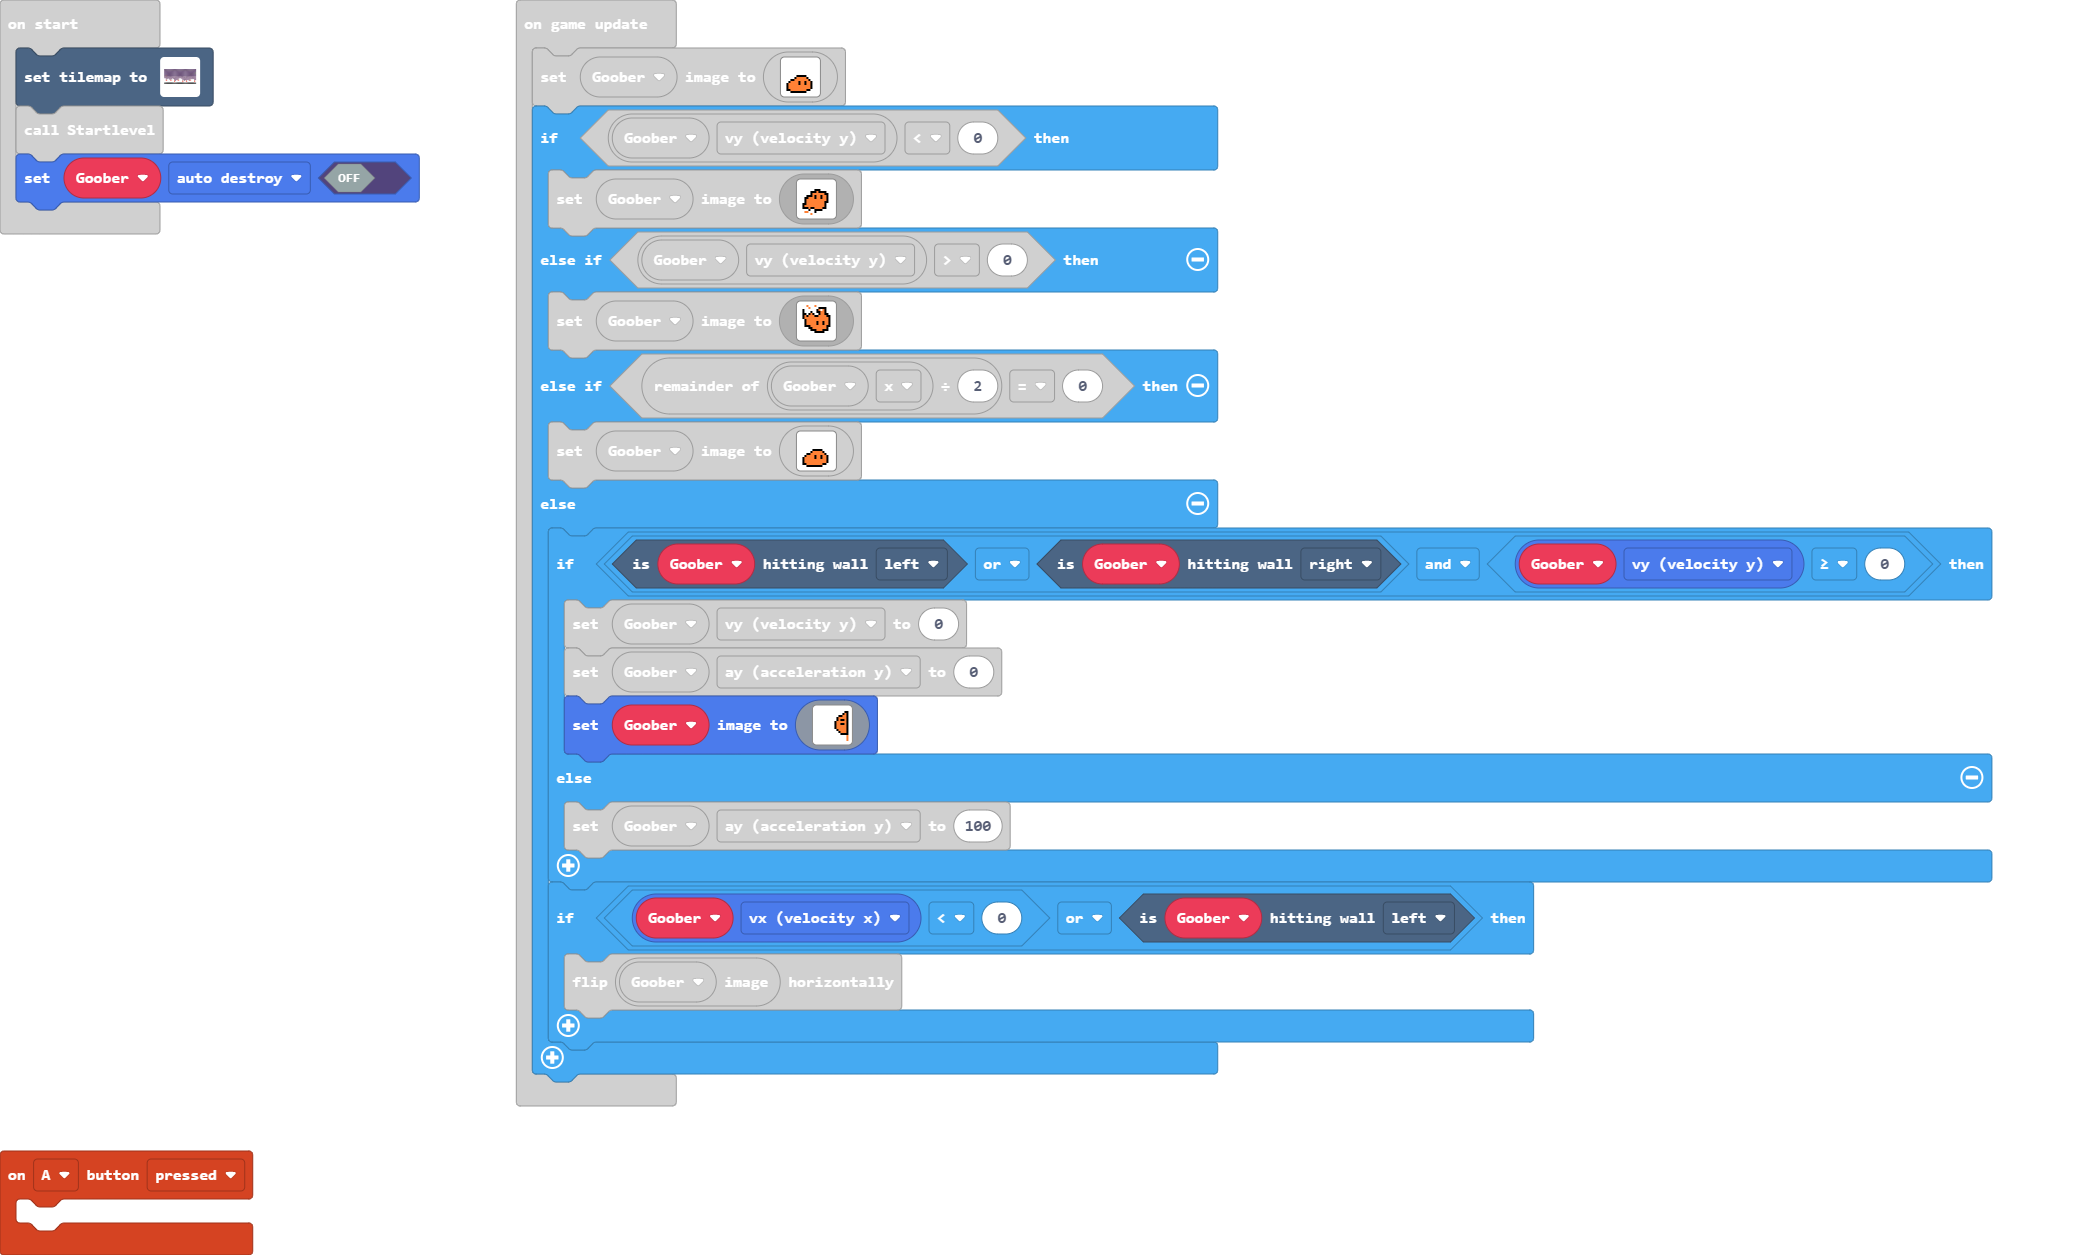 on start
set tilemap to
call Startlevel
set Goober auto destroy OFF
on game update
set Goober image to
if Goober vy (velocity y) < 0 then
set Goober image to
else if Goober vy (velocity y) > 0 then
set Goober image to
else if remainder of Goober x ÷ 2 = 0 then
set Goober image to
else
if is Goober hitting wall left or is Goober hitting wall right and Goober vy (velocity y) ≥ 0 then
set Goober vy (velocity y) to 0
set Goober ay (acceleration y) to 0
set Goober image to
else
set Goober ay (acceleration y) to 100
if Goober vx (velocity x) < 0 or is Goober hitting wall left then
flip Goober image horizontally
on A button pressed